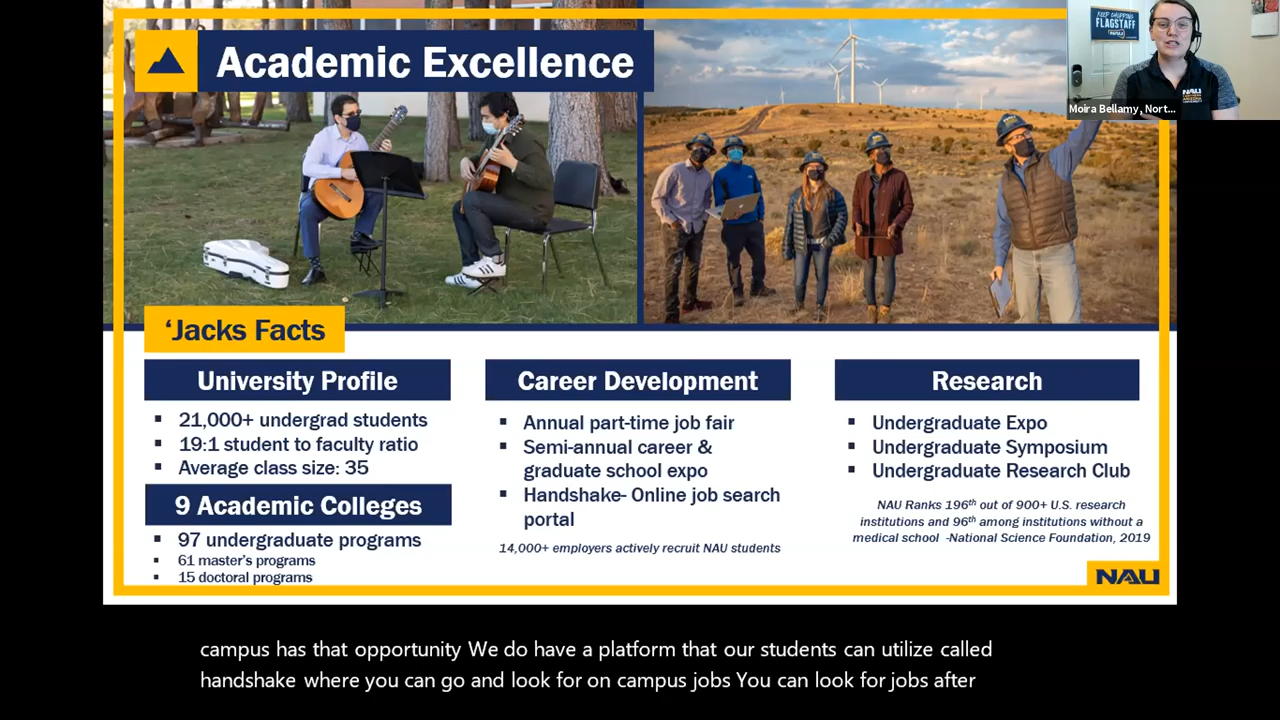 Academic Excellence
KEEP CHOPPING
FLAGSTAFF
NAU
Moira Bellamy, Nort...
'Jacks Facts
University Profile
▪ 21,000+ undergrad students
▪ 19:1 student to faculty ratio
▪ Average class size: 35
9 Academic Colleges
▪ 97 undergraduate programs
▪ 61 master's programs
▪ 15 doctoral programs
Career Development
▪ Annual part-time job fair
▪ Semi-annual career &
graduate school expo
▪ Handshake- Online job search
portal
14,000+ employers actively recruit NAU students
Research
▪ Undergraduate Expo
▪ Undergraduate Symposium
▪ Undergraduate Research Club
NAU Ranks 196th out of 900+ U.S. research
institutions and 96th among institutions without a
medical school -National Science Foundation, 2019
NAU
campus has that opportunity We do have a platform that our students can utilize called
handshake where you can go and look for on campus jobs You can look for jobs after